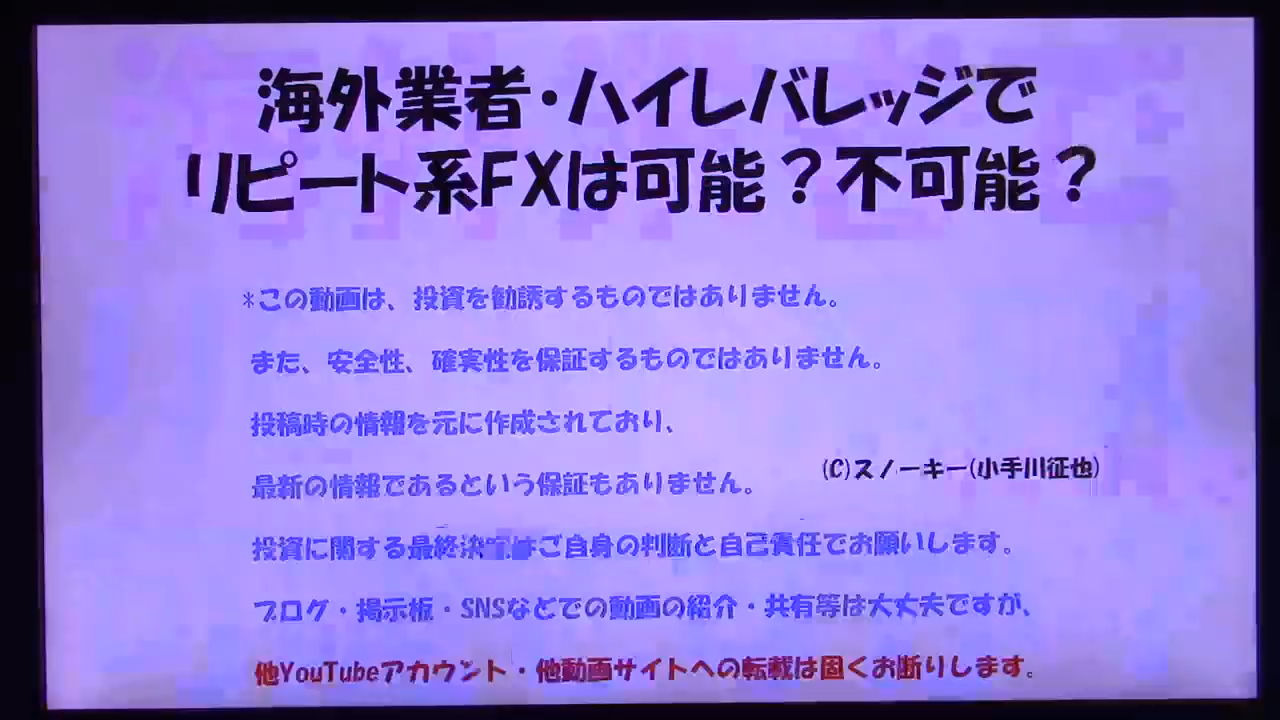 海外業者・ハイレバレッジで
リピート系FXは可能？不可能？
*この動画は、投資を勧誘するものではありません。
また、安全性、確実性を保証するものではありません。
投稿時の情報を元に作成されており、
最新の情報であるという保証もありません。
(C)スノーキー(小手川征也)
投資に関する最終決定はご自身の判断と自己責任でお願いします。
ブログ・掲示板・SNSなどでの動画の紹介・共有等は大丈夫ですが、
他YouTubeアカウント・他動画サイトへの転載は固くお断りします。